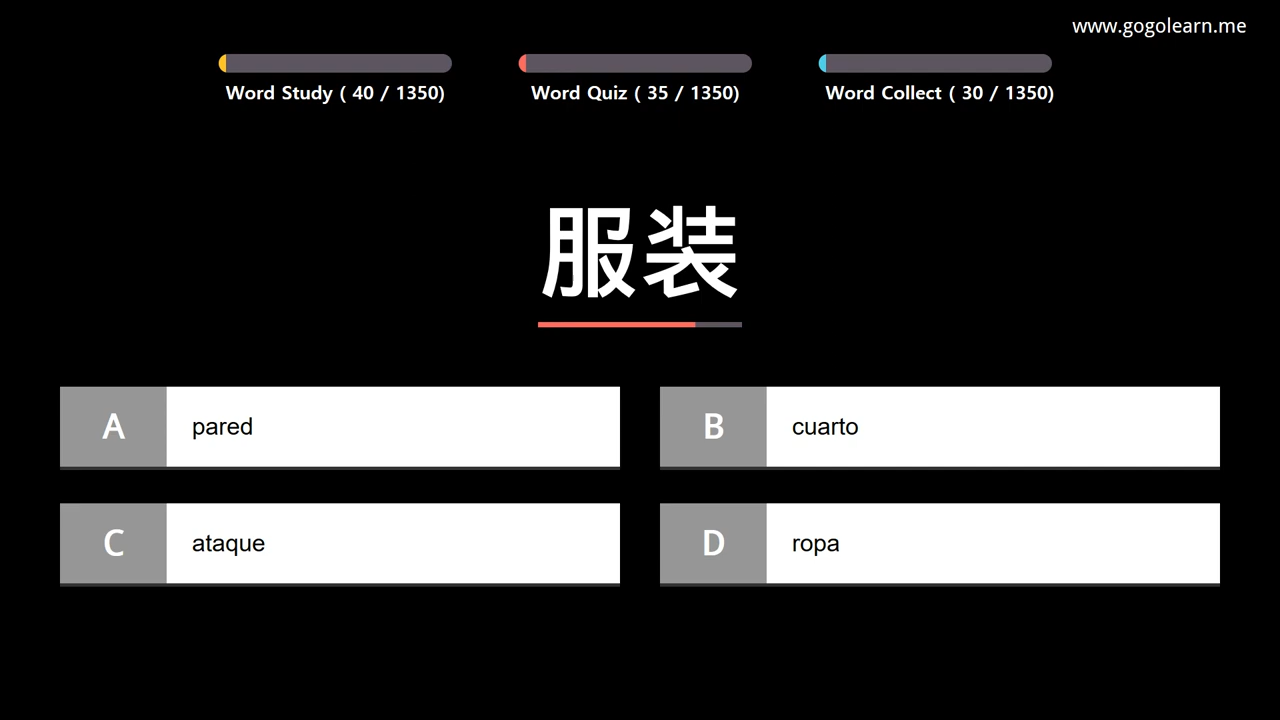 www.gogolearn.me
Word Study ( 40 / 1350)
Word Quiz ( 35 / 1350)
Word Collect ( 30 / 1350)
服装
A pared
B cuarto
C ataque
D ropa